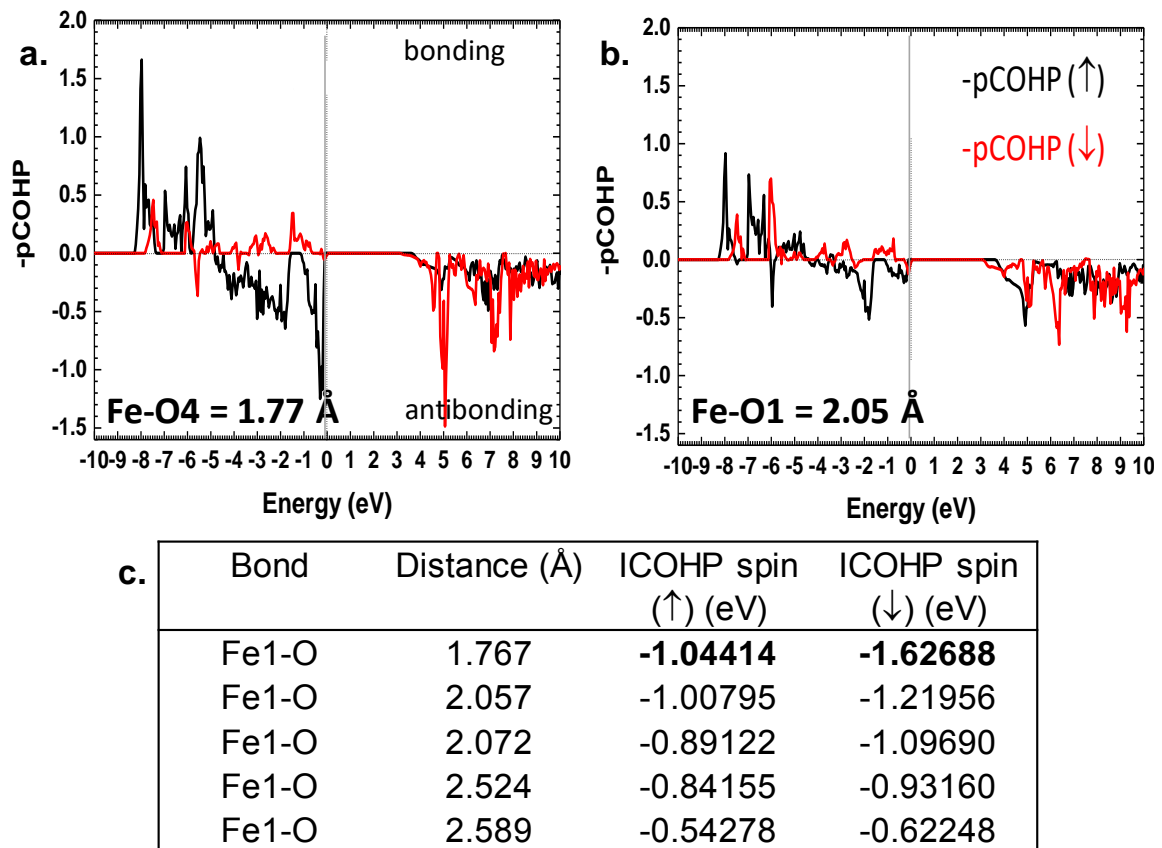 a.
2.0
1.5
1.0
0.5
0.0
-0.5
-1.0
-1.5
-pCOHP
bonding
antibonding
Fe-O4 = 1.77 Å
-10 -9 -8 -7 -6 -5 -4 -3 -2 -1 0 1 2 3 4 5 6 7 8 9 10
Energy (eV)
b.
2.0
1.5
1.0
0.5
0.0
-0.5
-1.0
-1.5
-pCOHP
-pCOHP (↑)
-pCOHP (↓)
Fe-O1 = 2.05 Å
-10 -9 -8 -7 -6 -5 -4 -3 -2 -1 0 1 2 3 4 5 6 7 8 9 10
Energy (eV)
c.
Bond Distance (Å) ICOHP spin ICOHP spin
(↑) (eV) (↓) (eV)
Fe1-O 1.767 -1.04414 -1.62688
Fe1-O 2.057 -1.00795 -1.21956
Fe1-O 2.072 -0.89122 -1.09690
Fe1-O 2.524 -0.84155 -0.93160
Fe1-O 2.589 -0.54278 -0.62248